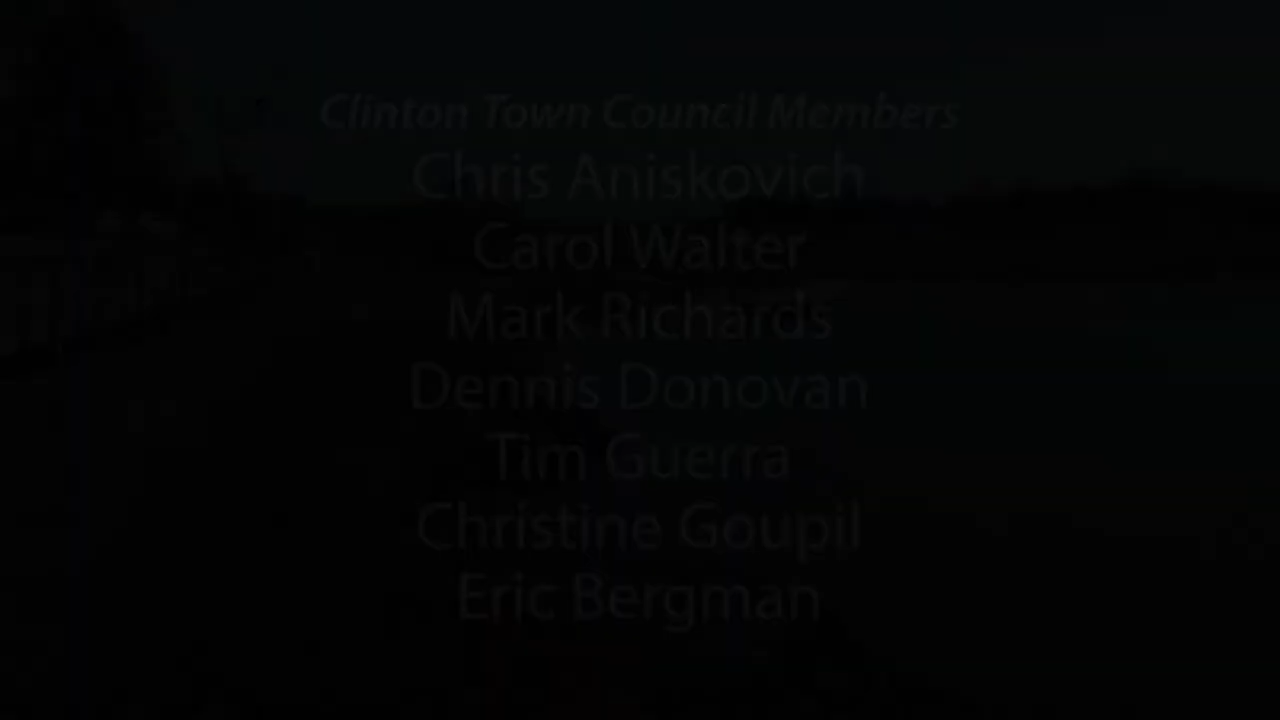 Clinton Town Council Members
Chris Aniskovich
Carol Walter
Mark Richards
Dennis Donovan
Tim Guerra
Christine Goupil
Eric Bergman